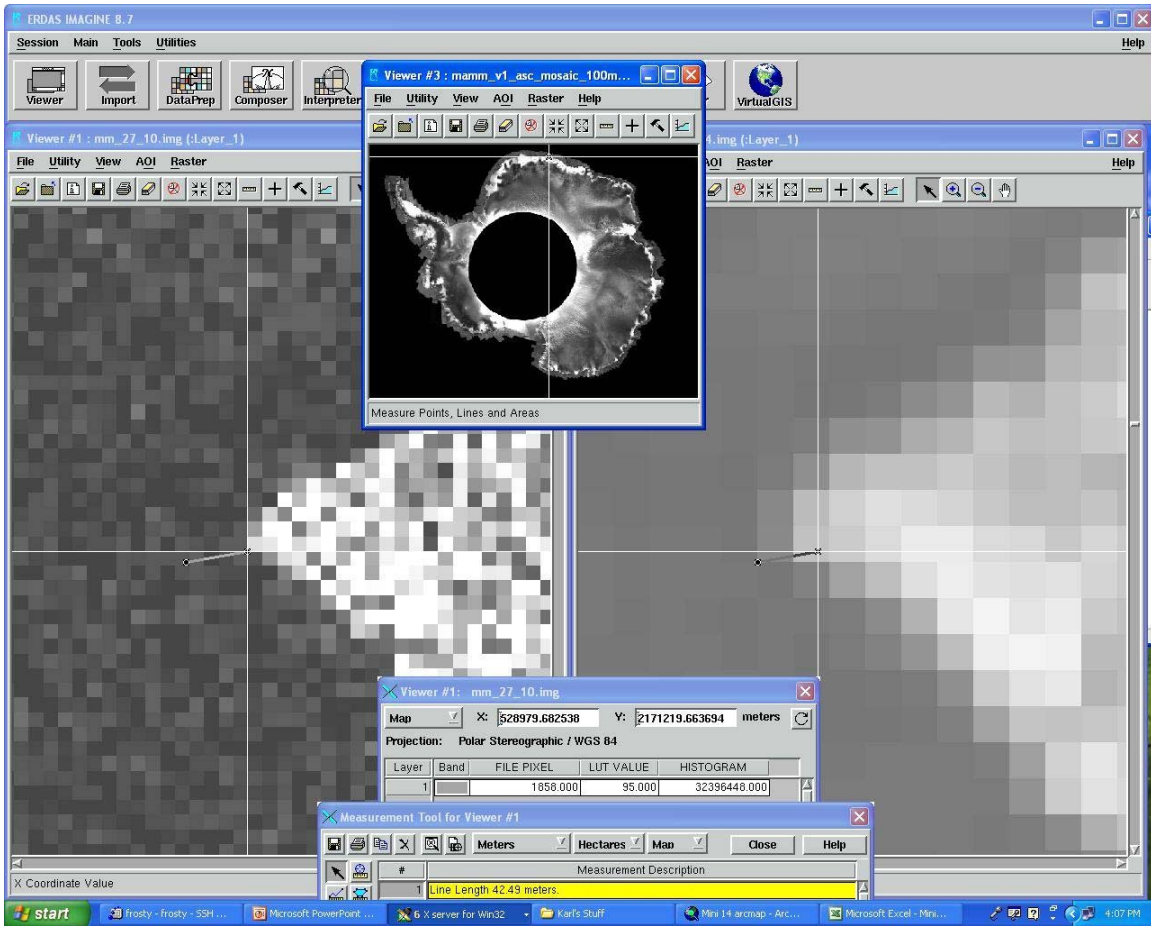 ERDAS IMAGINE 8.7
Session Main Tools Utilities Help
Viewer Import DataPrep Composer Interpreter VirtualGIS
Viewer #3 : mamm_v1_asc_mosaic_100m...
File Utility View AOI Raster Help
Measure Points, Lines and Areas
Viewer #1 : mm_27_10.img (:Layer_1)
File Utility View AOI Raster
4.img (:Layer_1)
AOI Raster Help
Viewer #1: mm_27_10.img
Map X: 528979.682538 Y: 2171219.663694 meters
Projection: Polar Stereographic / WGS 84
Layer Band FILE PIXEL LUT VALUE HISTOGRAM
1 1858.000 95.000 32396448.000
Measurement Tool for Viewer #1
Meters Hectares Map Close Help
# Measurement Description
1 Line Length 42.49 meters.
X Coordinate Value
start frosty - frosty - SSH ... Microsoft PowerPoint ... 6 X server for Win32 Karl's Stuff Mini 14 arcmap - Arc... Microsoft Excel - Mini... 4:07 PM